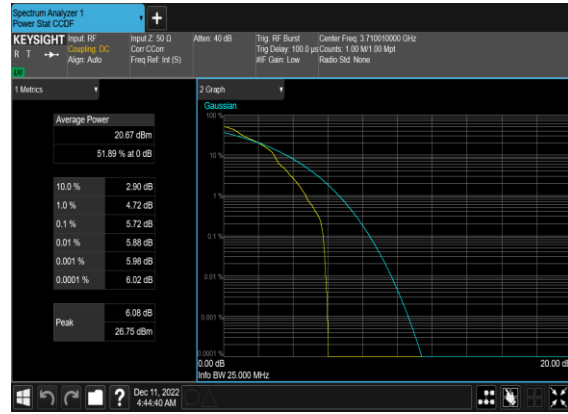 Spectrum Analyzer 1
Power Stat CCDF
+
KEYSIGHT
R T
LXI
Input: RF
Coupling: DC
Align: Auto
Input Z: 50 Ω
Corr CCorr
Freq Ref: Int (S)
Atten: 40 dB
Trig: RF Burst
Trig Delay: 100.0 µs
#IF Gain: Low
Center Freq: 3.710010000 GHz
Counts: 1.00 M/1.00 Mpt
Radio Std: None
1 Metrics
Average Power
20.67 dBm
51.89 % at 0 dB
10.0 % 2.90 dB
1.0 % 4.72 dB
0.1 % 5.72 dB
0.01 % 5.88 dB
0.001 % 5.98 dB
0.0001 % 6.02 dB
Peak
6.08 dB
26.75 dBm
2 Graph
Gaussian
100 %
10 %
1 %
0.1 %
0.01 %
0.001 %
0.0001 %
0.00 dB
20.00 dB
Info BW 25.000 MHz
?
Dec 11, 2022
4:44:40 AM